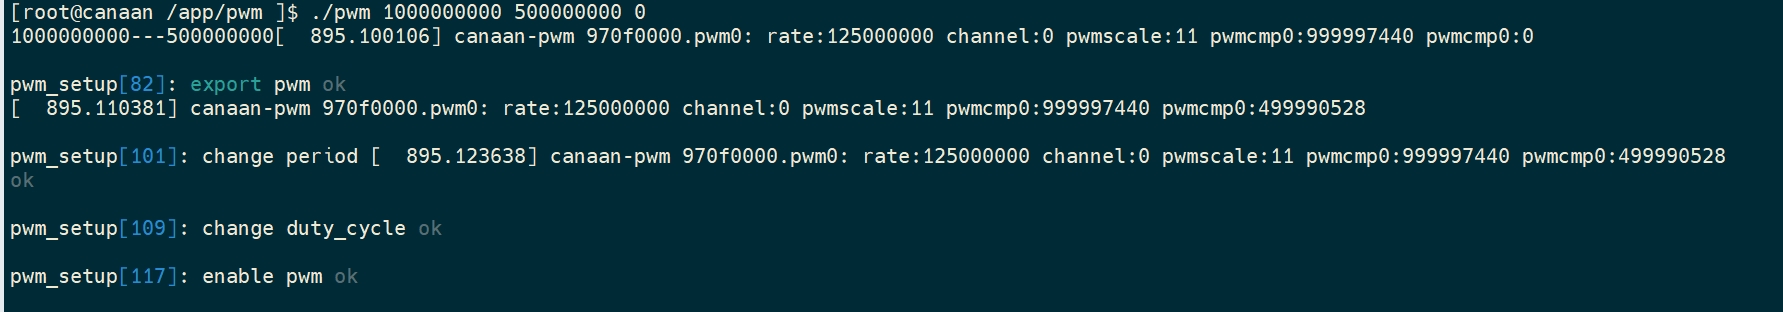 [root@canaan /app/pwm ]$ ./pwm 1000000000 500000000 0
1000000000---500000000[  895.100106] canaan-pwm 970f0000.pwm0: rate:125000000 channel:0 pwmscale:11 pwmcmp0:999997440 pwmcmp0:0
pwm_setup[82]: export pwm ok
[  895.110381] canaan-pwm 970f0000.pwm0: rate:125000000 channel:0 pwmscale:11 pwmcmp0:999997440 pwmcmp0:499990528
pwm_setup[101]: change period [  895.123638] canaan-pwm 970f0000.pwm0: rate:125000000 channel:0 pwmscale:11 pwmcmp0:999997440 pwmcmp0:499990528
ok
pwm_setup[109]: change duty_cycle ok
pwm_setup[117]: enable pwm ok